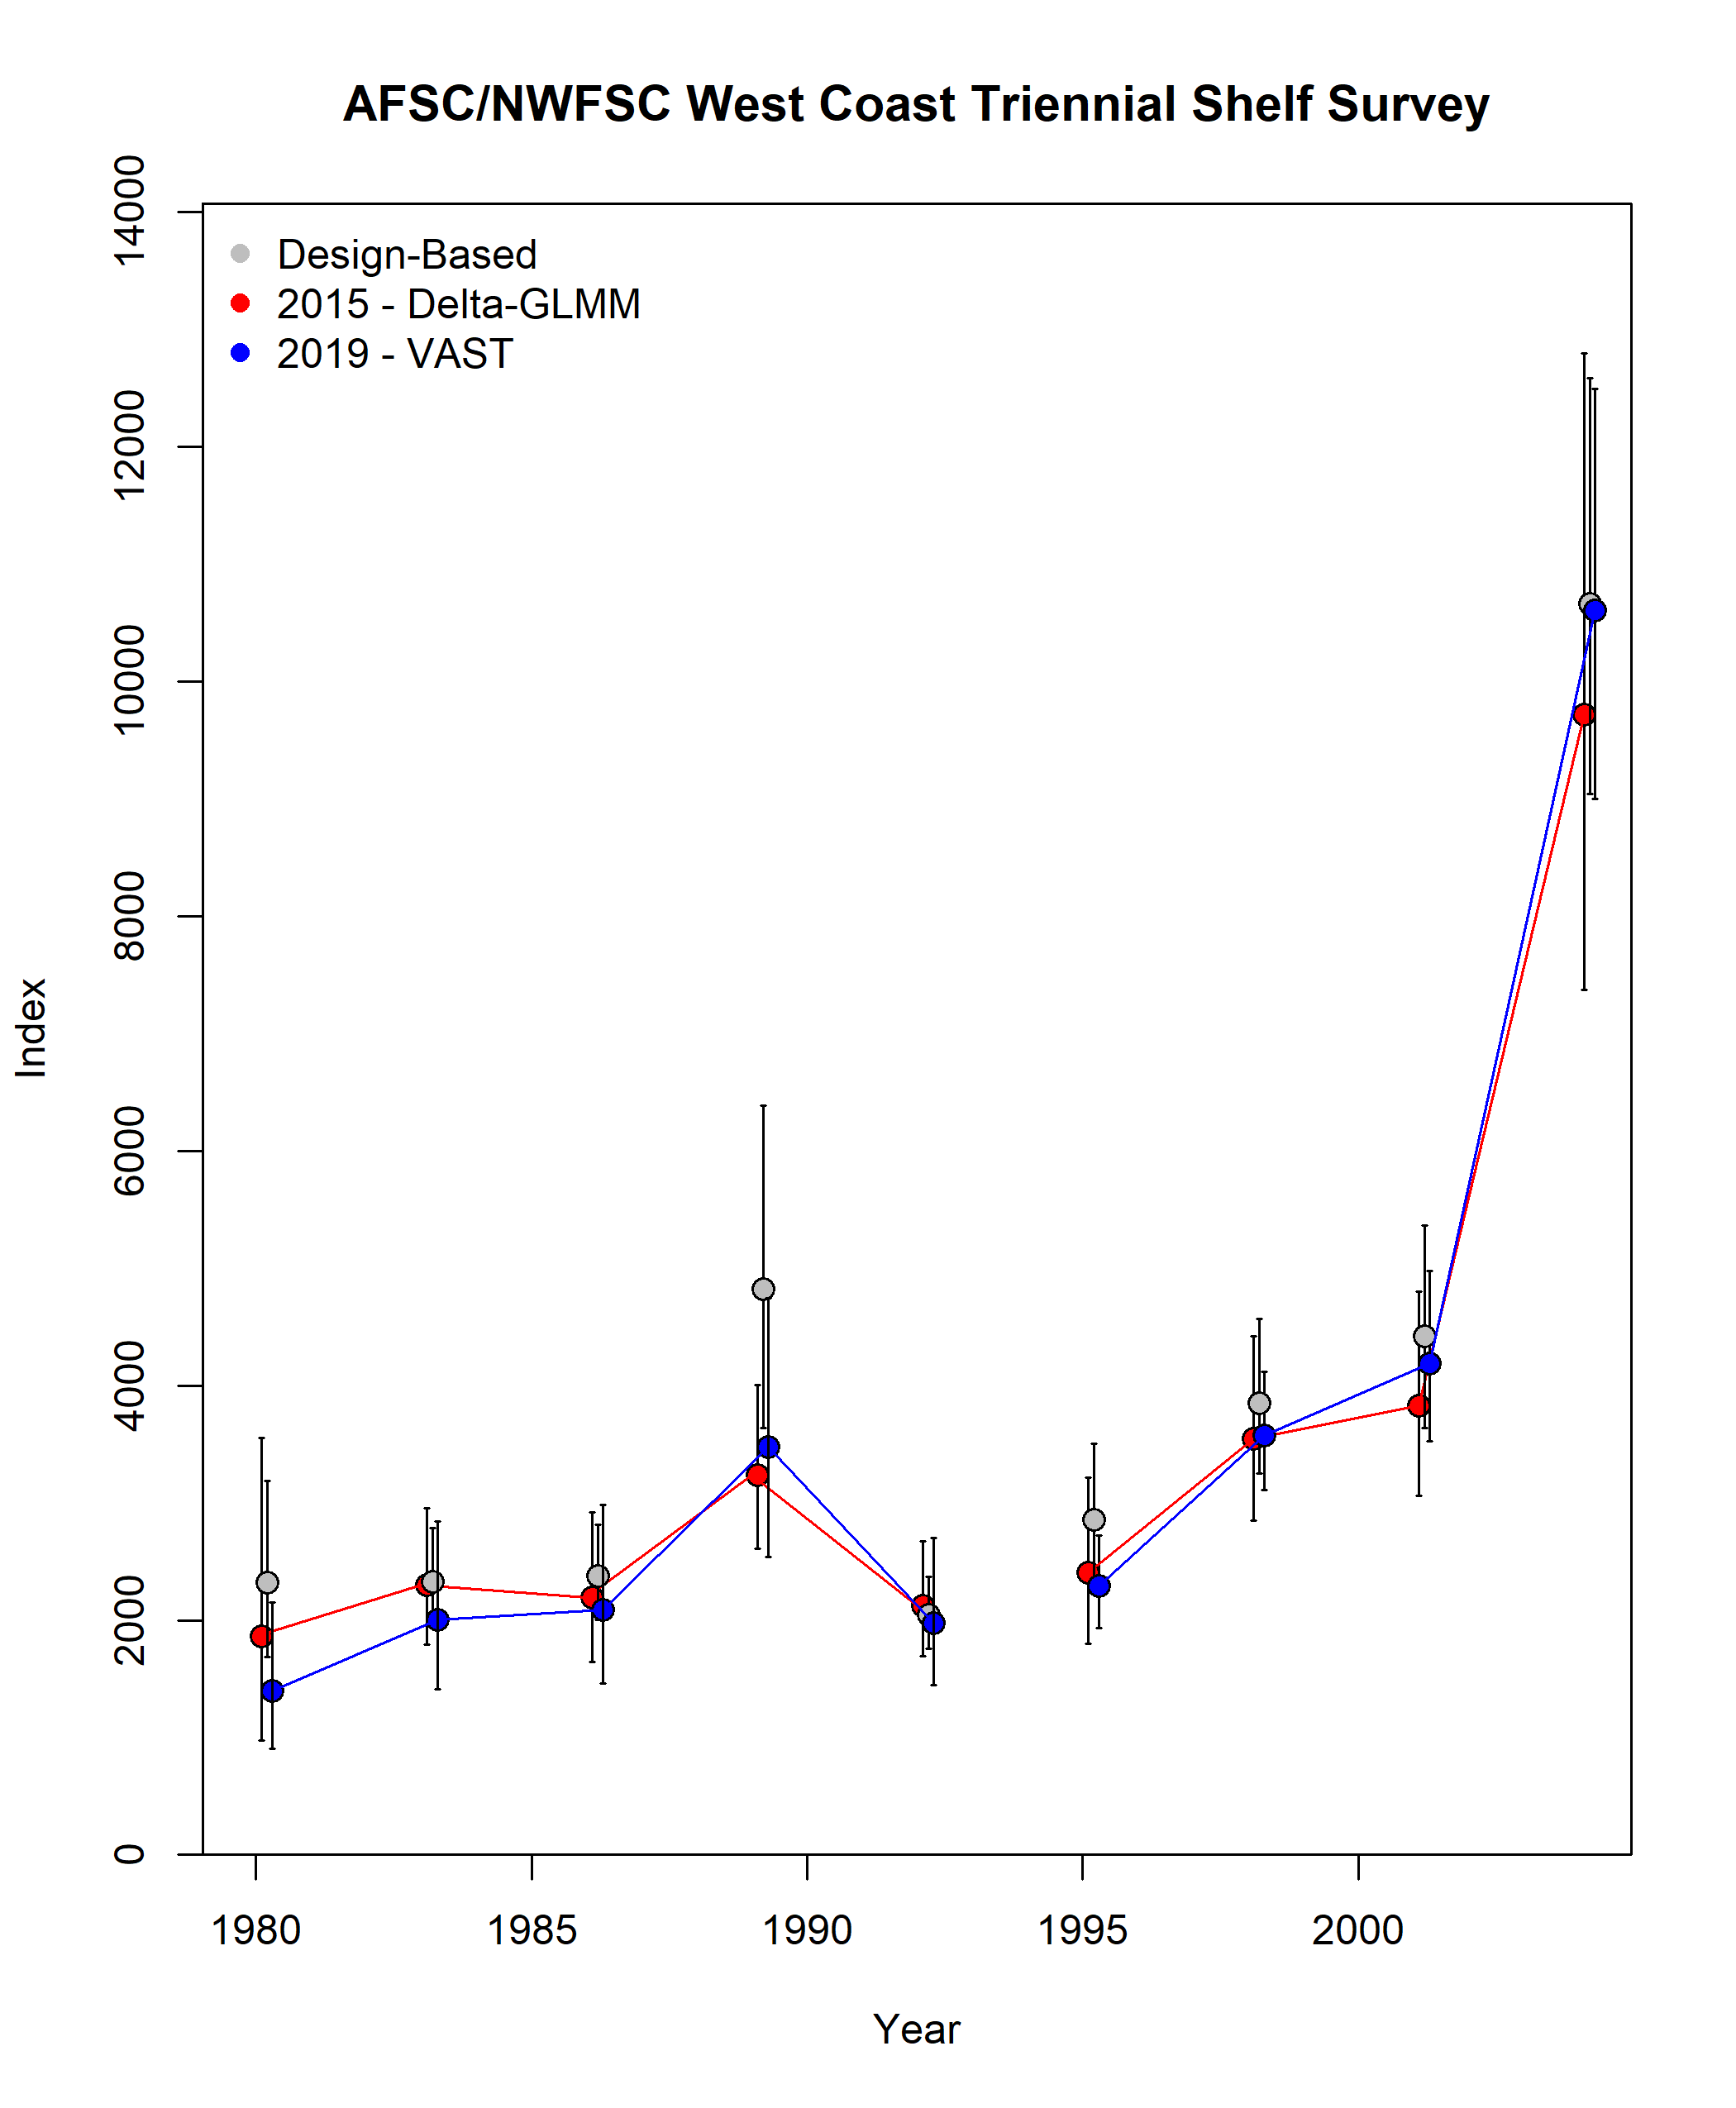 AFSC/NWFSC West Coast Triennial Shelf Survey
Design-Based
2015 - Delta-GLMM
2019 - VAST
14000
12000
10000
8000
6000
4000
2000
0
Index
1980
1985
1990
1995
2000
Year